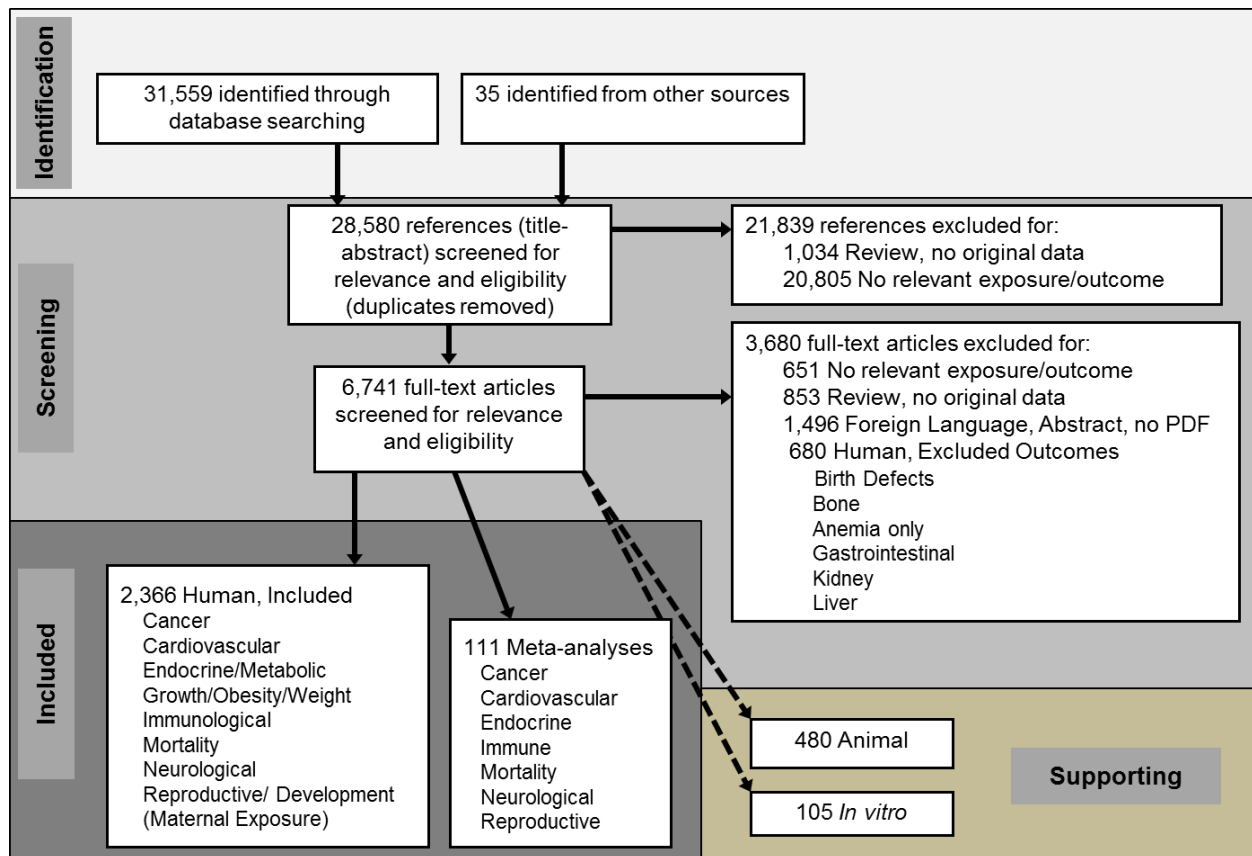 Identification
31,559 identified through
database searching
35 identified from other sources
Screening
28,580 references (title-
abstract) screened for
relevance and eligibility
(duplicates removed)
21,839 references excluded for:
1,034 Review, no original data
20,805 No relevant exposure/outcome
6,741 full-text articles
screened for relevance
and eligibility
3,680 full-text articles excluded for:
651 No relevant exposure/outcome
853 Review, no original data
1,496 Foreign Language, Abstract, no PDF
680 Human, Excluded Outcomes
Birth Defects
Bone
Anemia only
Gastrointestinal
Kidney
Liver
Included
2,366 Human, Included
Cancer
Cardiovascular
Endocrine/Metabolic
Growth/Obesity/Weight
Immunological
Mortality
Neurological
Reproductive/ Development
(Maternal Exposure)
111 Meta-analyses
Cancer
Cardiovascular
Endocrine
Immune
Mortality
Neurological
Reproductive
480 Animal
105 In vitro
Supporting